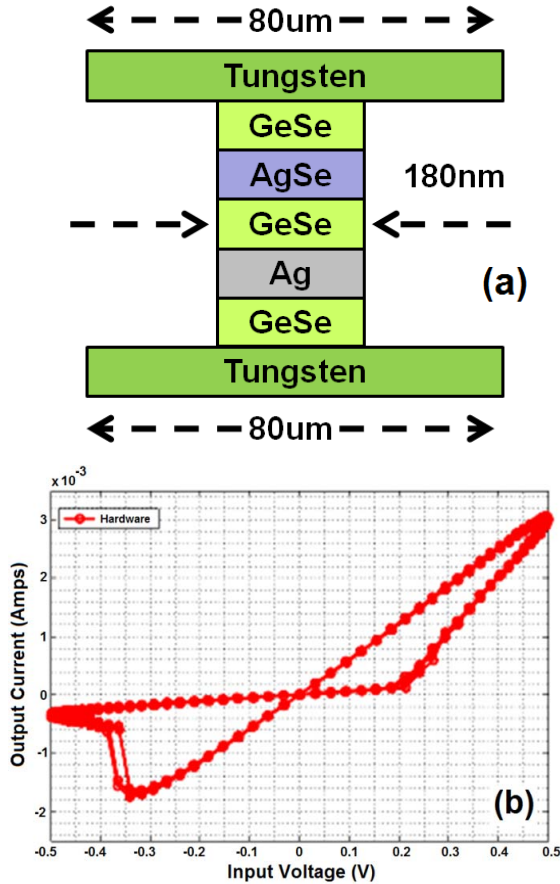 80um
Tungsten
GeSe
AgSe
180nm
GeSe
Ag
(a)
GeSe
Tungsten
80um
x 10⁻³
3
Hardware
2
1
0
-1
-2
Output Current (Amps)
(b)
-0.5 -0.4 -0.3 -0.2 -0.1 0 0.1 0.2 0.3 0.4 0.5
Input Voltage (V)